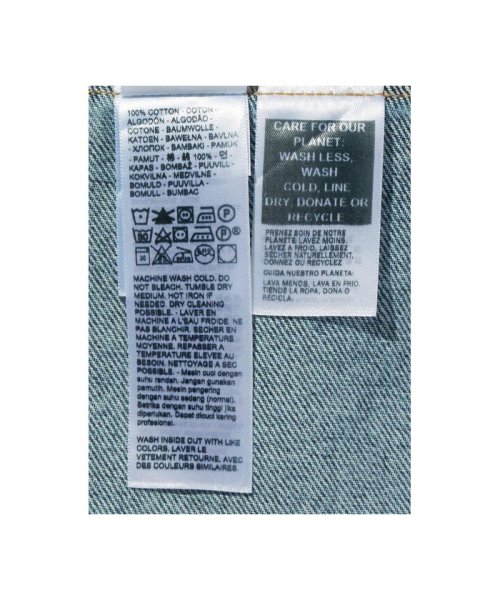 100% COTTON - COTON -
ALGODÓN - ALGODÃO -
COTONE - BAUMWOLLE -
KATOEN - BAWEŁNA - BAVLNA
- ХЛОПОК - BAMBAKI - PAMUK
- PAMUT - 棉 - 綿 100% - 면
KAPAS - BOMBAŽ - PUUVILL -
KOKVILNA - MEDVILNE -
BOMULD - PUUVILLA -
BOMULL - BUMBAC
MACHINE WASH COLD. DO
NOT BLEACH. TUMBLE DRY
MEDIUM. HOT IRON IF
NEEDED. DRY CLEANING
POSSIBLE. - LAVER EN
MACHINE A L'EAU FROIDE. NE
PAS BLANCHIR. SECHER EN
MACHINE A TEMPERATURE
MOYENNE. REPASSER A
TEMPERATURE ELEVEE AU
BESOIN. NETTOYAGE A SEC
POSSIBLE. - Mesin cuci dengan
suhu rendah. Jangan gunakan
pemutih. Mesin pengering
dengan suhu sedang (normal).
Setrika dengan suhu tinggi jika
diperlukan. Dapat dicuci kering
profesional.
WASH INSIDE OUT WITH LIKE
COLORS. LAVER LE
VETEMENT RETOURNE, AVEC
DES COULEURS SIMILAIRES.
CARE FOR OUR
PLANET:
WASH LESS,
WASH
COLD, LINE
DRY, DONATE OR
RECYCLE
PRENEZ SOIN DE NOTRE
PLANÈTE: LAVEZ MOINS,
LAVEZ A FROID, LAISSEZ
SÉCHER NATURELLEMENT,
DONNEZ OU RECYCLEZ
CUIDA NUESTRO PLANETA:
LAVA MENOS, LAVA EN FRÍO,
TIENDE LA ROPA, DONA O
RECICLA.